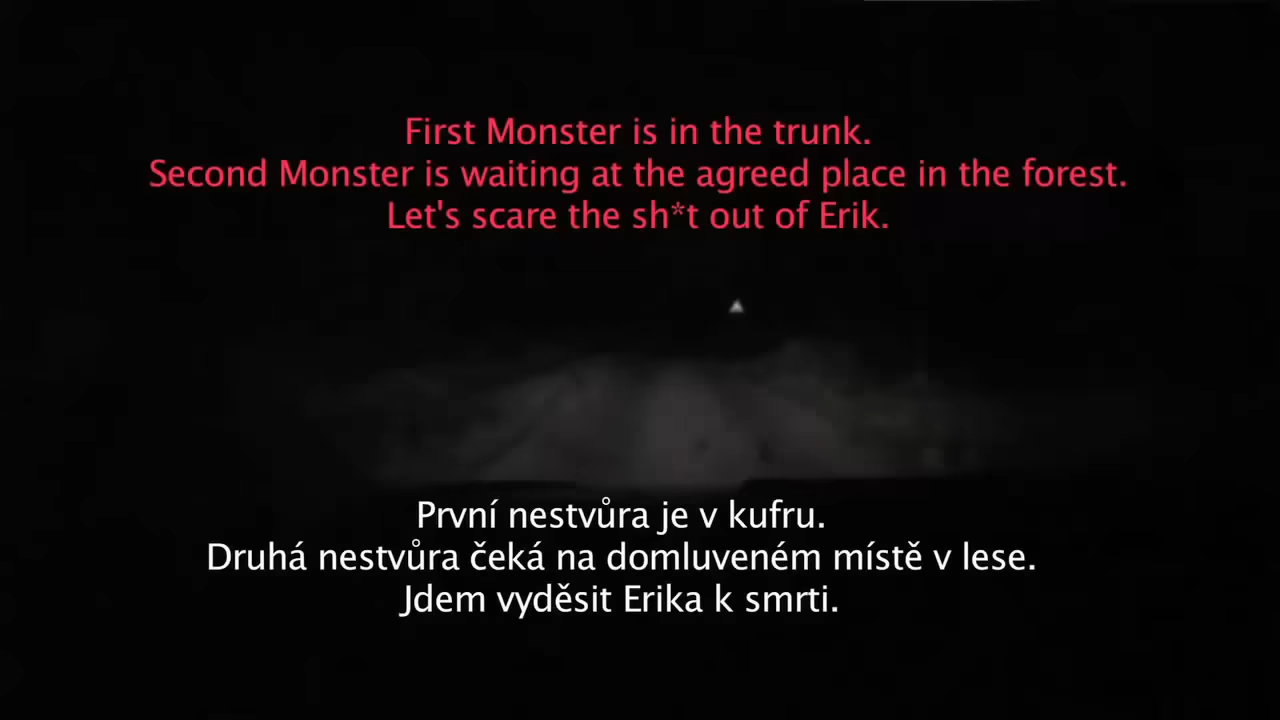 First Monster is in the trunk.
Second Monster is waiting at the agreed place in the forest.
Let's scare the sh*t out of Erik.
První nestvůra je v kufru.
Druhá nestvůra čeká na domluveném místě v lese.
Jdem vyděsit Erika k smrti.